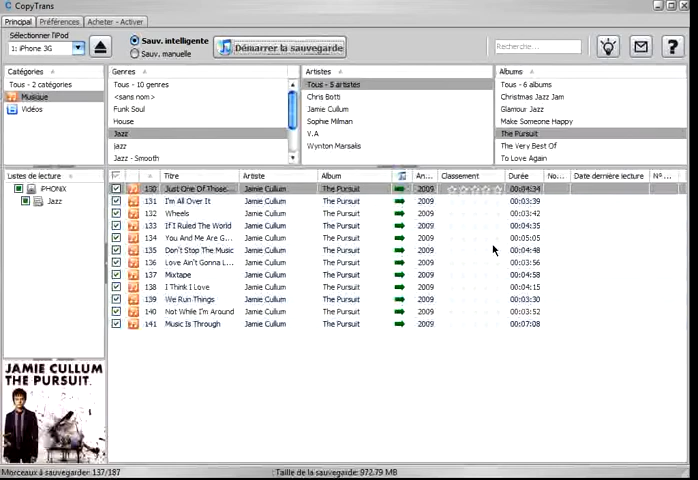 CopyTrans
Principal Préférences Acheter - Activer
Sélectionner l'iPod
1: iPhone 3G
Sauv. intelligente
Sauv. manuelle
Démarrer la sauvegarde
Recherche...
Catégories
Tous - 2 catégories
Musique
Vidéos
Genres
Tous - 10 genres
<sans nom>
Funk Soul
House
Jazz
jazz
Jazz - Smooth
Artistes
Tous - 5 artistes
Chris Botti
Jamie Cullum
Sophie Milman
V.A
Wynton Marsalis
Albums
Tous - 6 albums
Christmas Jazz Jam
Glamour Jazz
Make Someone Happy
The Pursuit
The Very Best Of
To Love Again
Listes de lecture
iPHONiX
Jazz
Titre Artiste Album An... Classement Durée No... Date dernière lecture N°...
130 Just One Of Those... Jamie Cullum The Pursuit 2009 00:04:34
131 I'm All Over It Jamie Cullum The Pursuit 2009 00:03:39
132 Wheels Jamie Cullum The Pursuit 2009 00:03:42
133 If I Ruled The World Jamie Cullum The Pursuit 2009 00:04:35
134 You And Me Are G... Jamie Cullum The Pursuit 2009 00:05:05
135 Don't Stop The Music Jamie Cullum The Pursuit 2009 00:04:48
136 Love Ain't Gonna L... Jamie Cullum The Pursuit 2009 00:03:56
137 Mixtape Jamie Cullum The Pursuit 2009 00:04:58
138 I Think I Love Jamie Cullum The Pursuit 2009 00:04:15
139 We Run Things Jamie Cullum The Pursuit 2009 00:03:30
140 Not While I'm Around Jamie Cullum The Pursuit 2009 00:03:52
141 Music Is Through Jamie Cullum The Pursuit 2009 00:07:08
JAMIE CULLUM
THE PURSUIT.
Morceaux à sauvegarder: 137/187 Taille de la sauvegarde: 972.79 MB